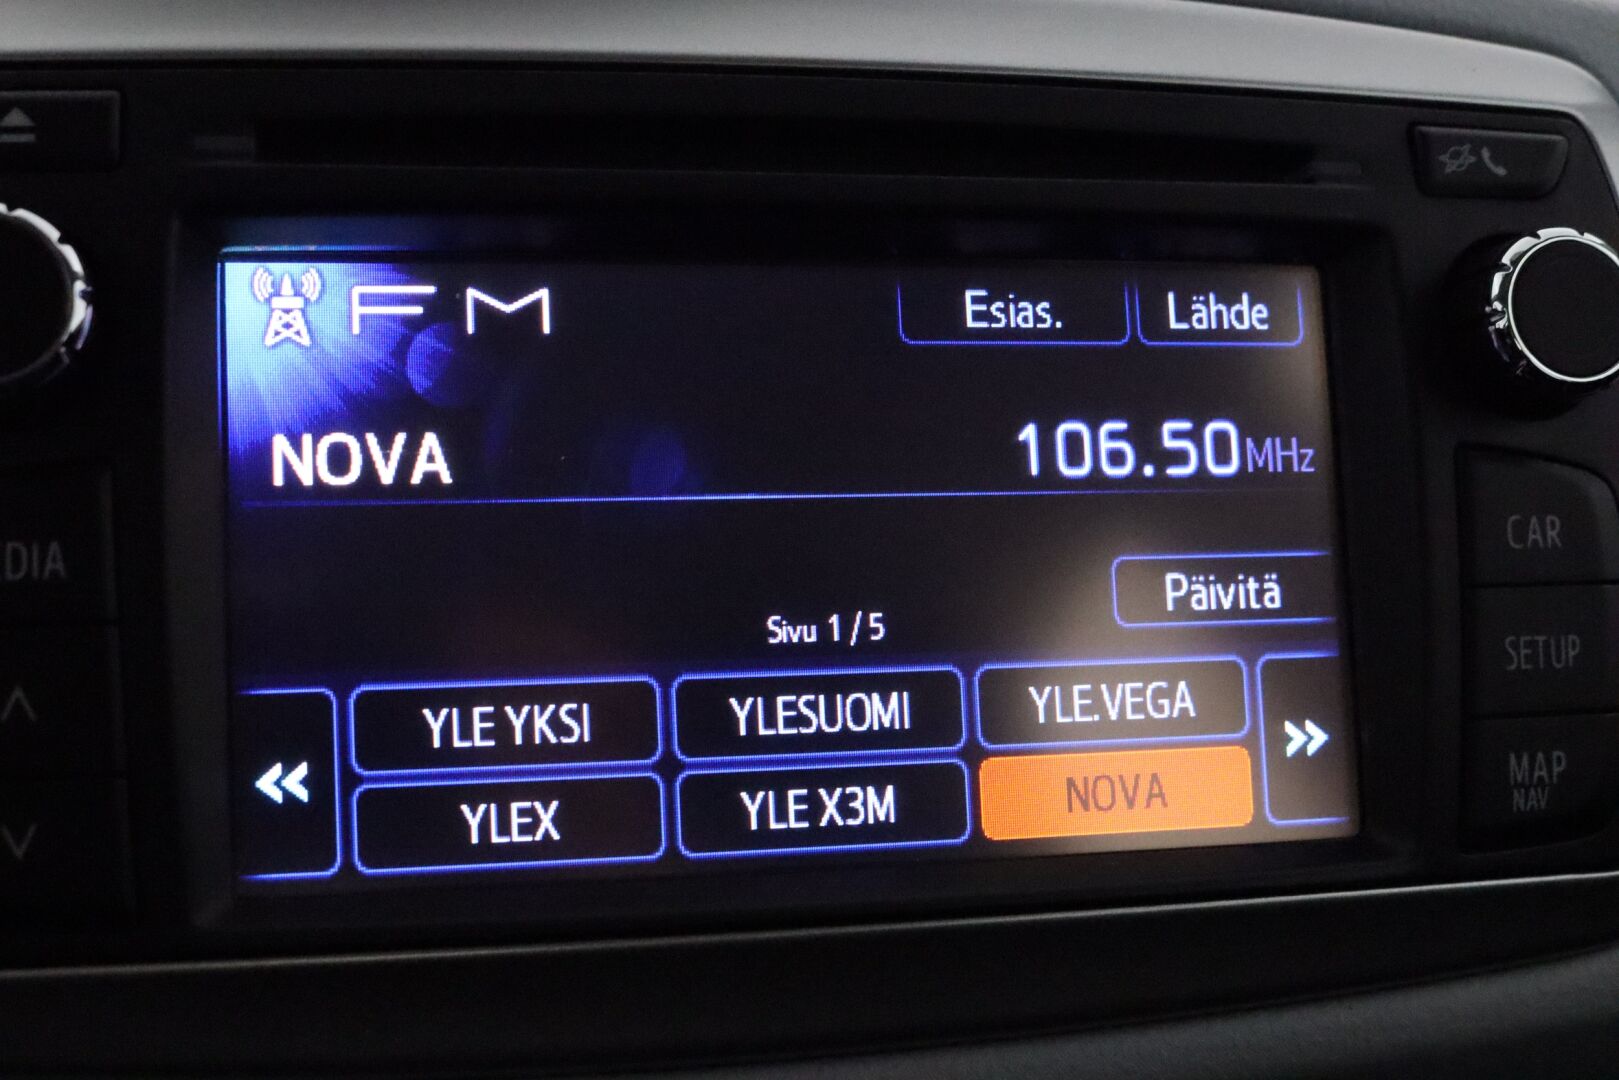 FM
Esias.
Lähde
NOVA
106.50MHz
Päivitä
Sivu 1 / 5
YLE YKSI
YLESUOMI
YLE.VEGA
YLEX
YLE X3M
NOVA
CAR
SETUP
MAP
NAV